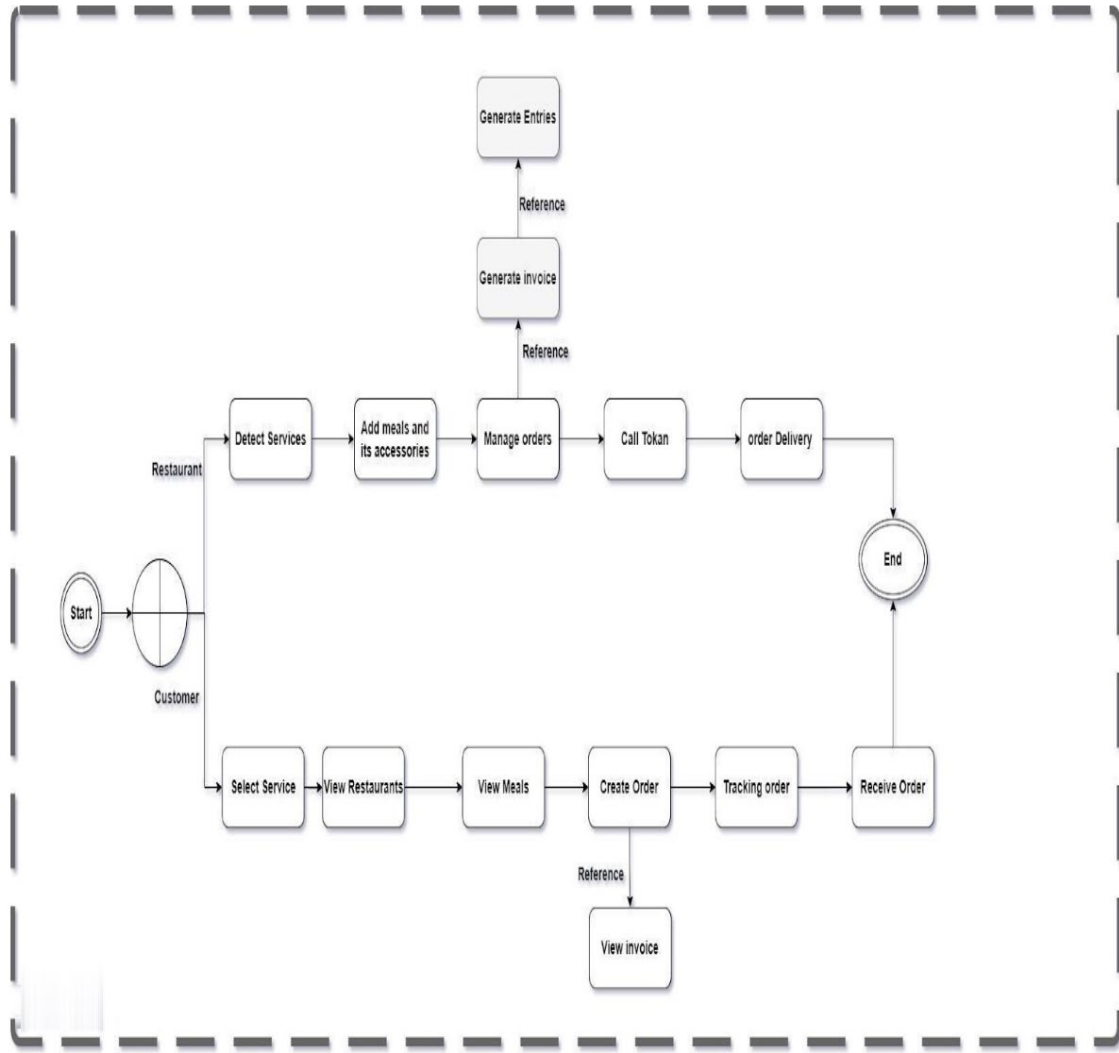 Generate Entries
Reference
Generate invoice
Reference
Detect Services
Add meals and
its accessories
Manage orders
Call Tokan
order Delivery
Restaurant
End
Start
Customer
Select Service
View Restaurants
View Meals
Create Order
Tracking order
Receive Order
Reference
View invoice